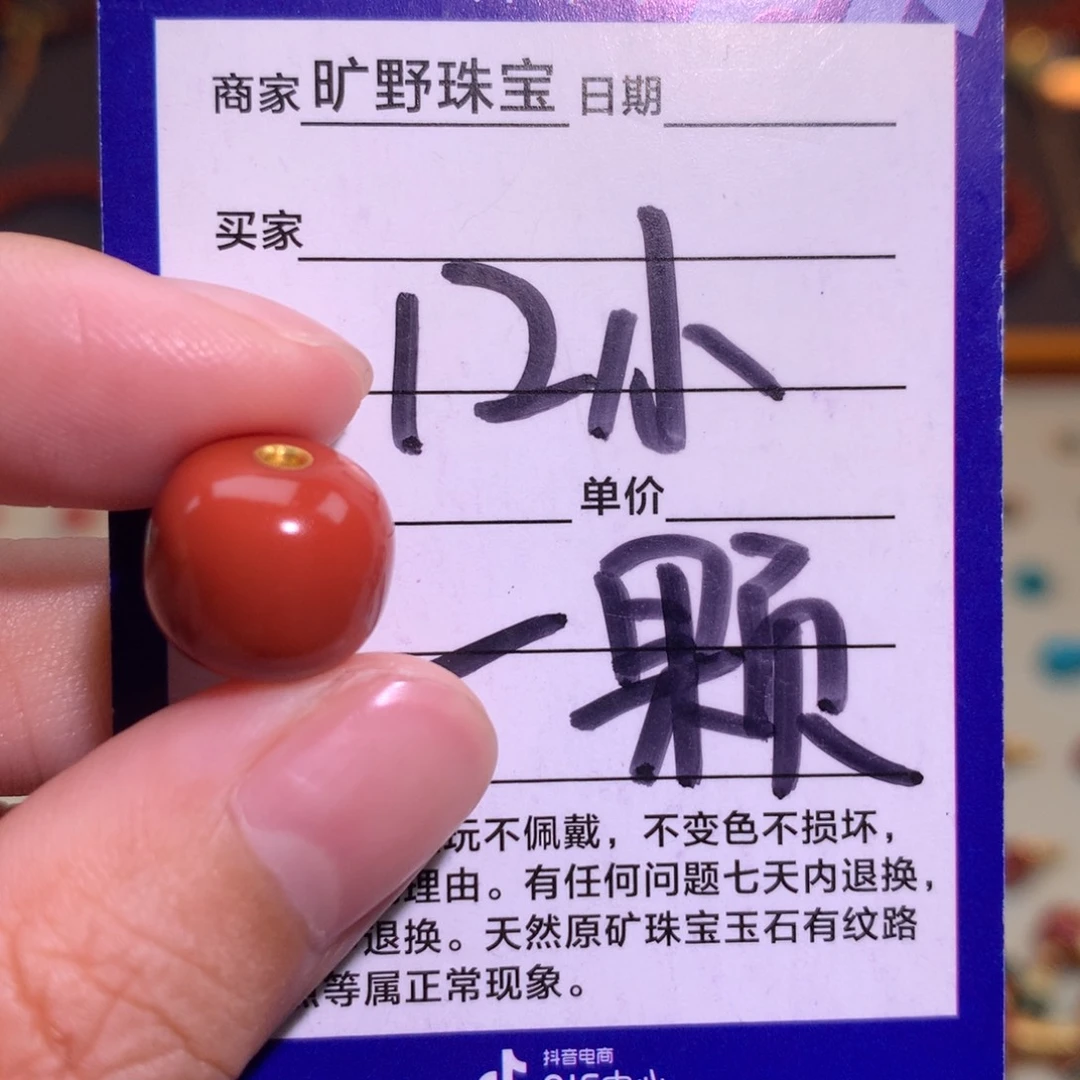 商家 旷野珠宝 日期
买家
12小
单价
一颗
玩不佩戴，不变色不损坏，
理由。有任何问题七天内退换，
退换。天然原矿珠宝玉石有纹路
等属正常现象。
抖音电商